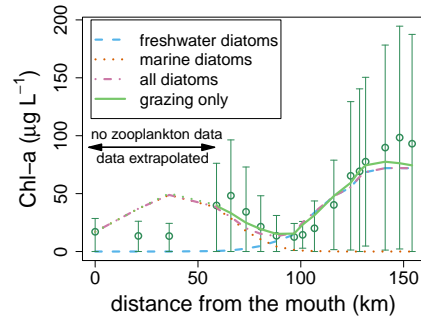 200
150
100
50
0
Chl-a (µg L⁻¹)
freshwater diatoms
marine diatoms
all diatoms
grazing only
no zooplankton data
data extrapolated
0 50 100 150
distance from the mouth (km)